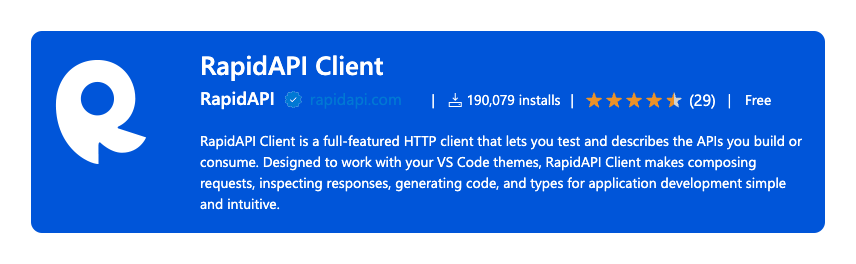 RapidAPI Client
RapidAPI rapidapi.com | 190,079 installs | (29) | Free
RapidAPI Client is a full-featured HTTP client that lets you test and describes the APIs you build or
consume. Designed to work with your VS Code themes, RapidAPI Client makes composing
requests, inspecting responses, generating code, and types for application development simple
and intuitive.